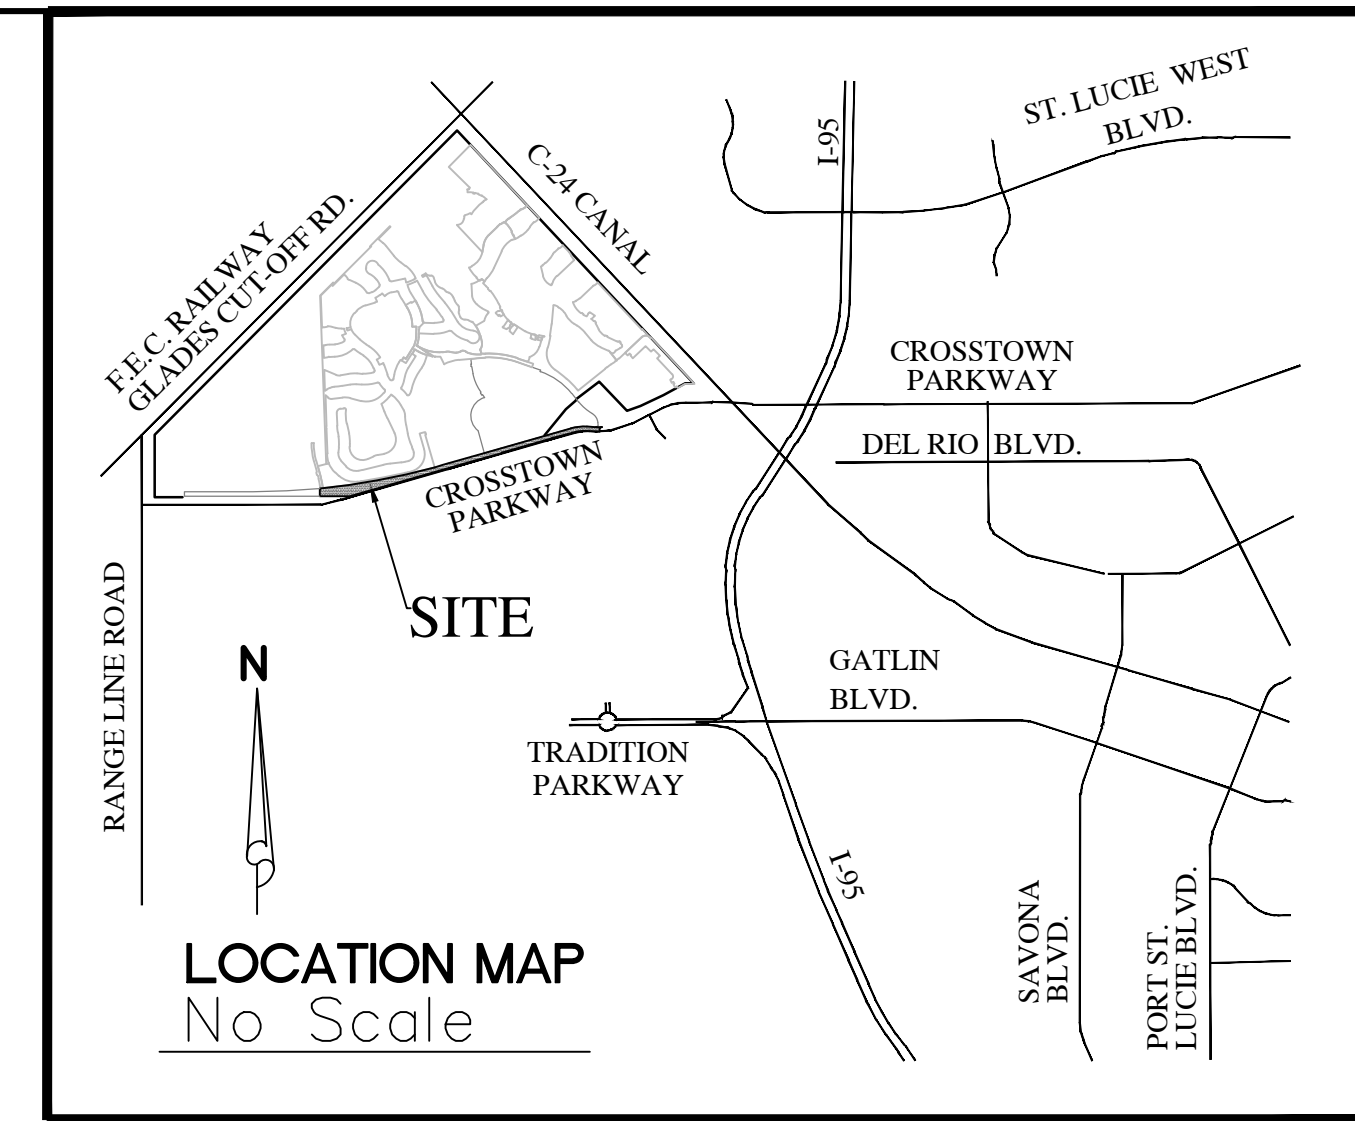 ST. LUCIE WEST
BLVD.
I-95
C-24 CANAL
F.E.C. RAILWAY
GLADES CUT-OFF RD.
CROSSTOWN
PARKWAY
DEL RIO BLVD.
CROSSTOWN
PARKWAY
SITE
RANGE LINE ROAD
N
GATLIN
BLVD.
TRADITION
PARKWAY
I-95
SAVONA
BLVD.
PORT ST.
LUCIE BLVD.
LOCATION MAP
No Scale